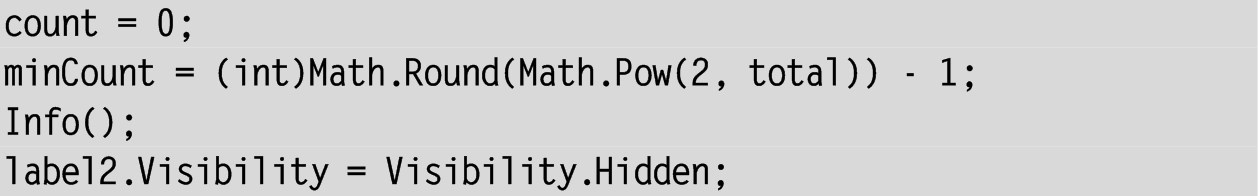 count = 0;
minCount = (int)Math.Round(Math.Pow(2, total)) - 1;
Info();
label2.Visibility = Visibility.Hidden;